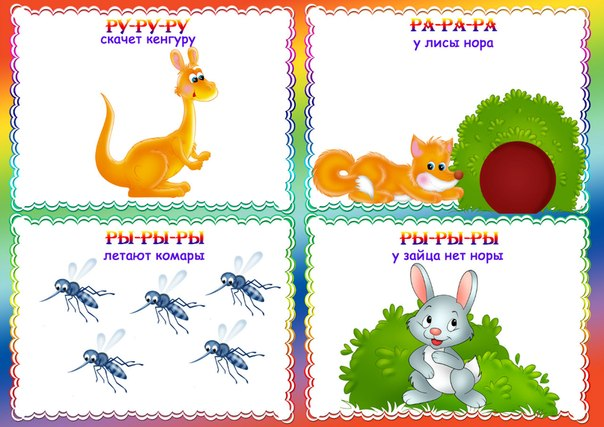 РУ-РУ-РУ
скачет кенгуру
РА-РА-РА
у лисы нора
РЫ-РЫ-РЫ
летают комары
РЫ-РЫ-РЫ
у зайца нет норы